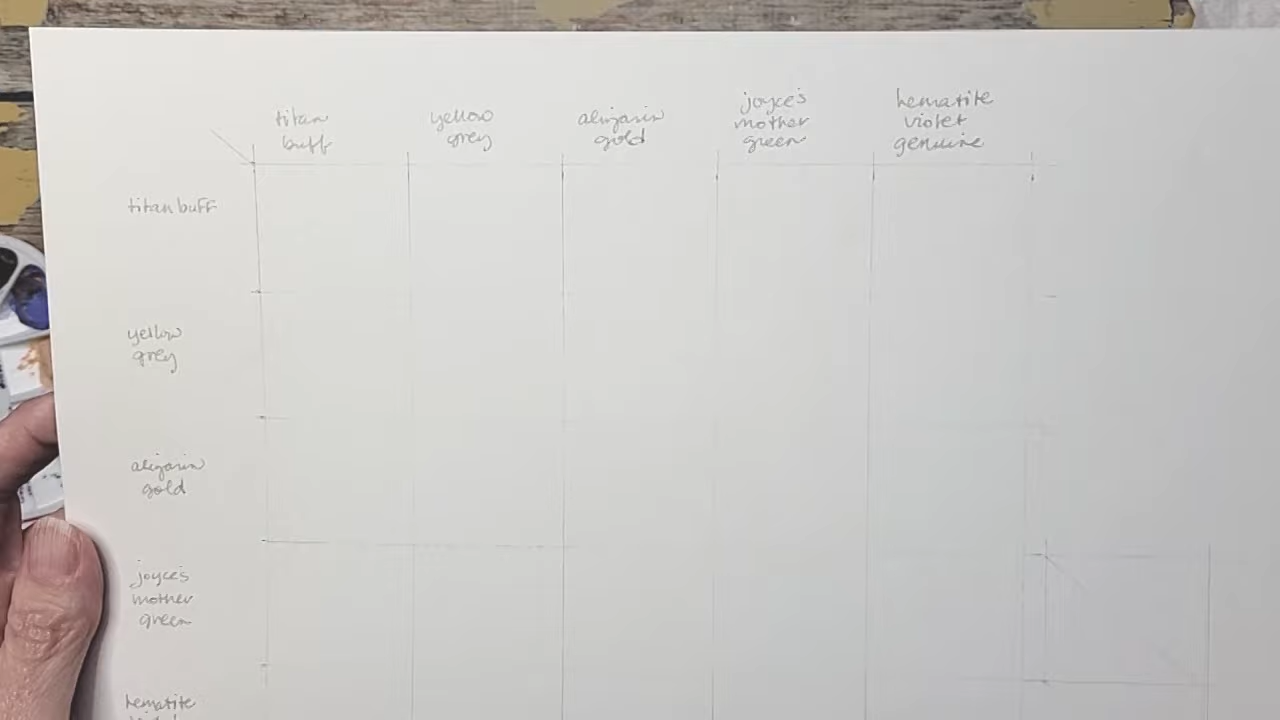 titan
buff
yellow
grey
alizarin
gold
joyce's
mother
green
hematite
violet
genuine
titan buff
yellow
grey
alizarin
gold
joyce's
mother
green
hematite